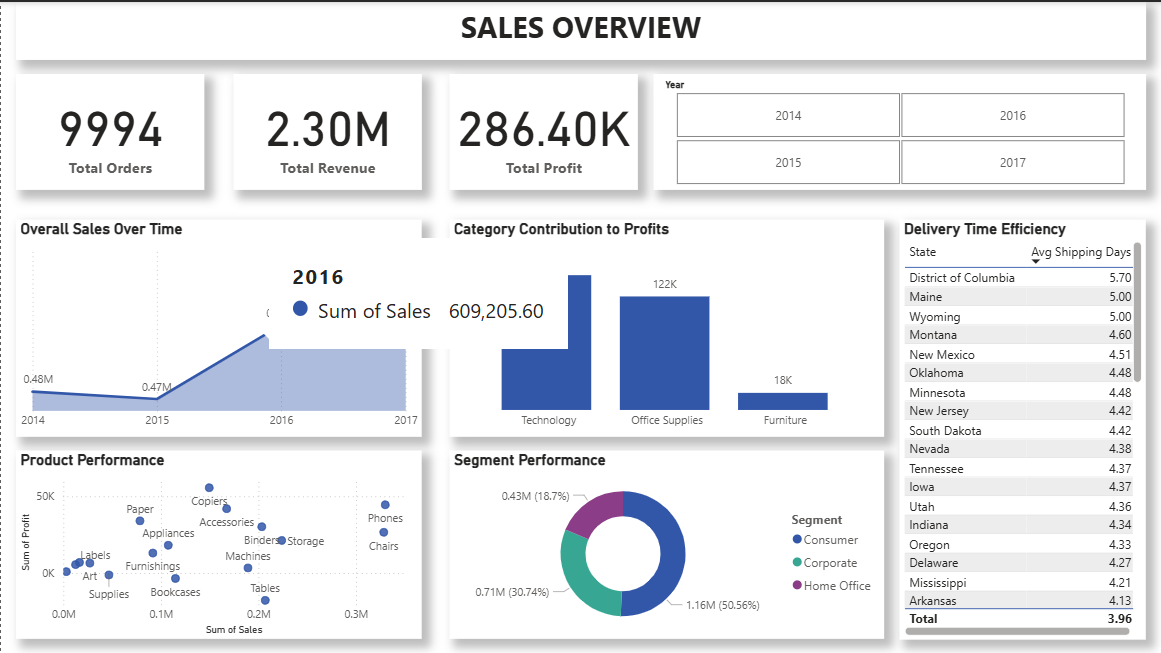 SALES OVERVIEW
9994
Total Orders
2.30M
Total Revenue
286.40K
Total Profit
Year
2014
2016
2015
2017
Overall Sales Over Time
0.48M
0.47M
2014
2015
2016
2017
2016
Sum of Sales 609,205.60
Category Contribution to Profits
122K
18K
Technology
Office Supplies
Furniture
Delivery Time Efficiency
State Avg Shipping Days
District of Columbia 5.70
Maine 5.00
Wyoming 5.00
Montana 4.60
New Mexico 4.51
Oklahoma 4.48
Minnesota 4.48
New Jersey 4.42
South Dakota 4.42
Nevada 4.38
Tennessee 4.37
Iowa 4.37
Utah 4.36
Indiana 4.34
Oregon 4.33
Delaware 4.27
Mississippi 4.21
Arkansas 4.13
Total 3.96
Product Performance
Sum of Profit
50K
0K
Copiers
Paper
Accessories
Phones
Appliances
Binders
Storage
Chairs
Labels
Machines
Furnishings
Art
Supplies
Bookcases
Tables
0.0M
0.1M
0.2M
0.3M
Sum of Sales
Segment Performance
0.43M (18.7%)
0.71M (30.74%)
1.16M (50.56%)
Segment
Consumer
Corporate
Home Office